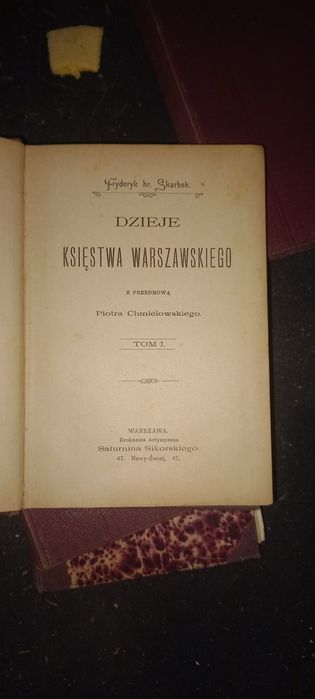 Fryderyk hr. Skarbek.
DZIEJE
KSIĘSTWA WARSZAWSKIEGO
Z PRZEDMOWĄ
Piotra Chmielowskiego.
TOM I.
WARSZAWA.
Drukarnia Artystyczna
Saturnina Sikorskiego.
47. Nowy-Świat, 47,